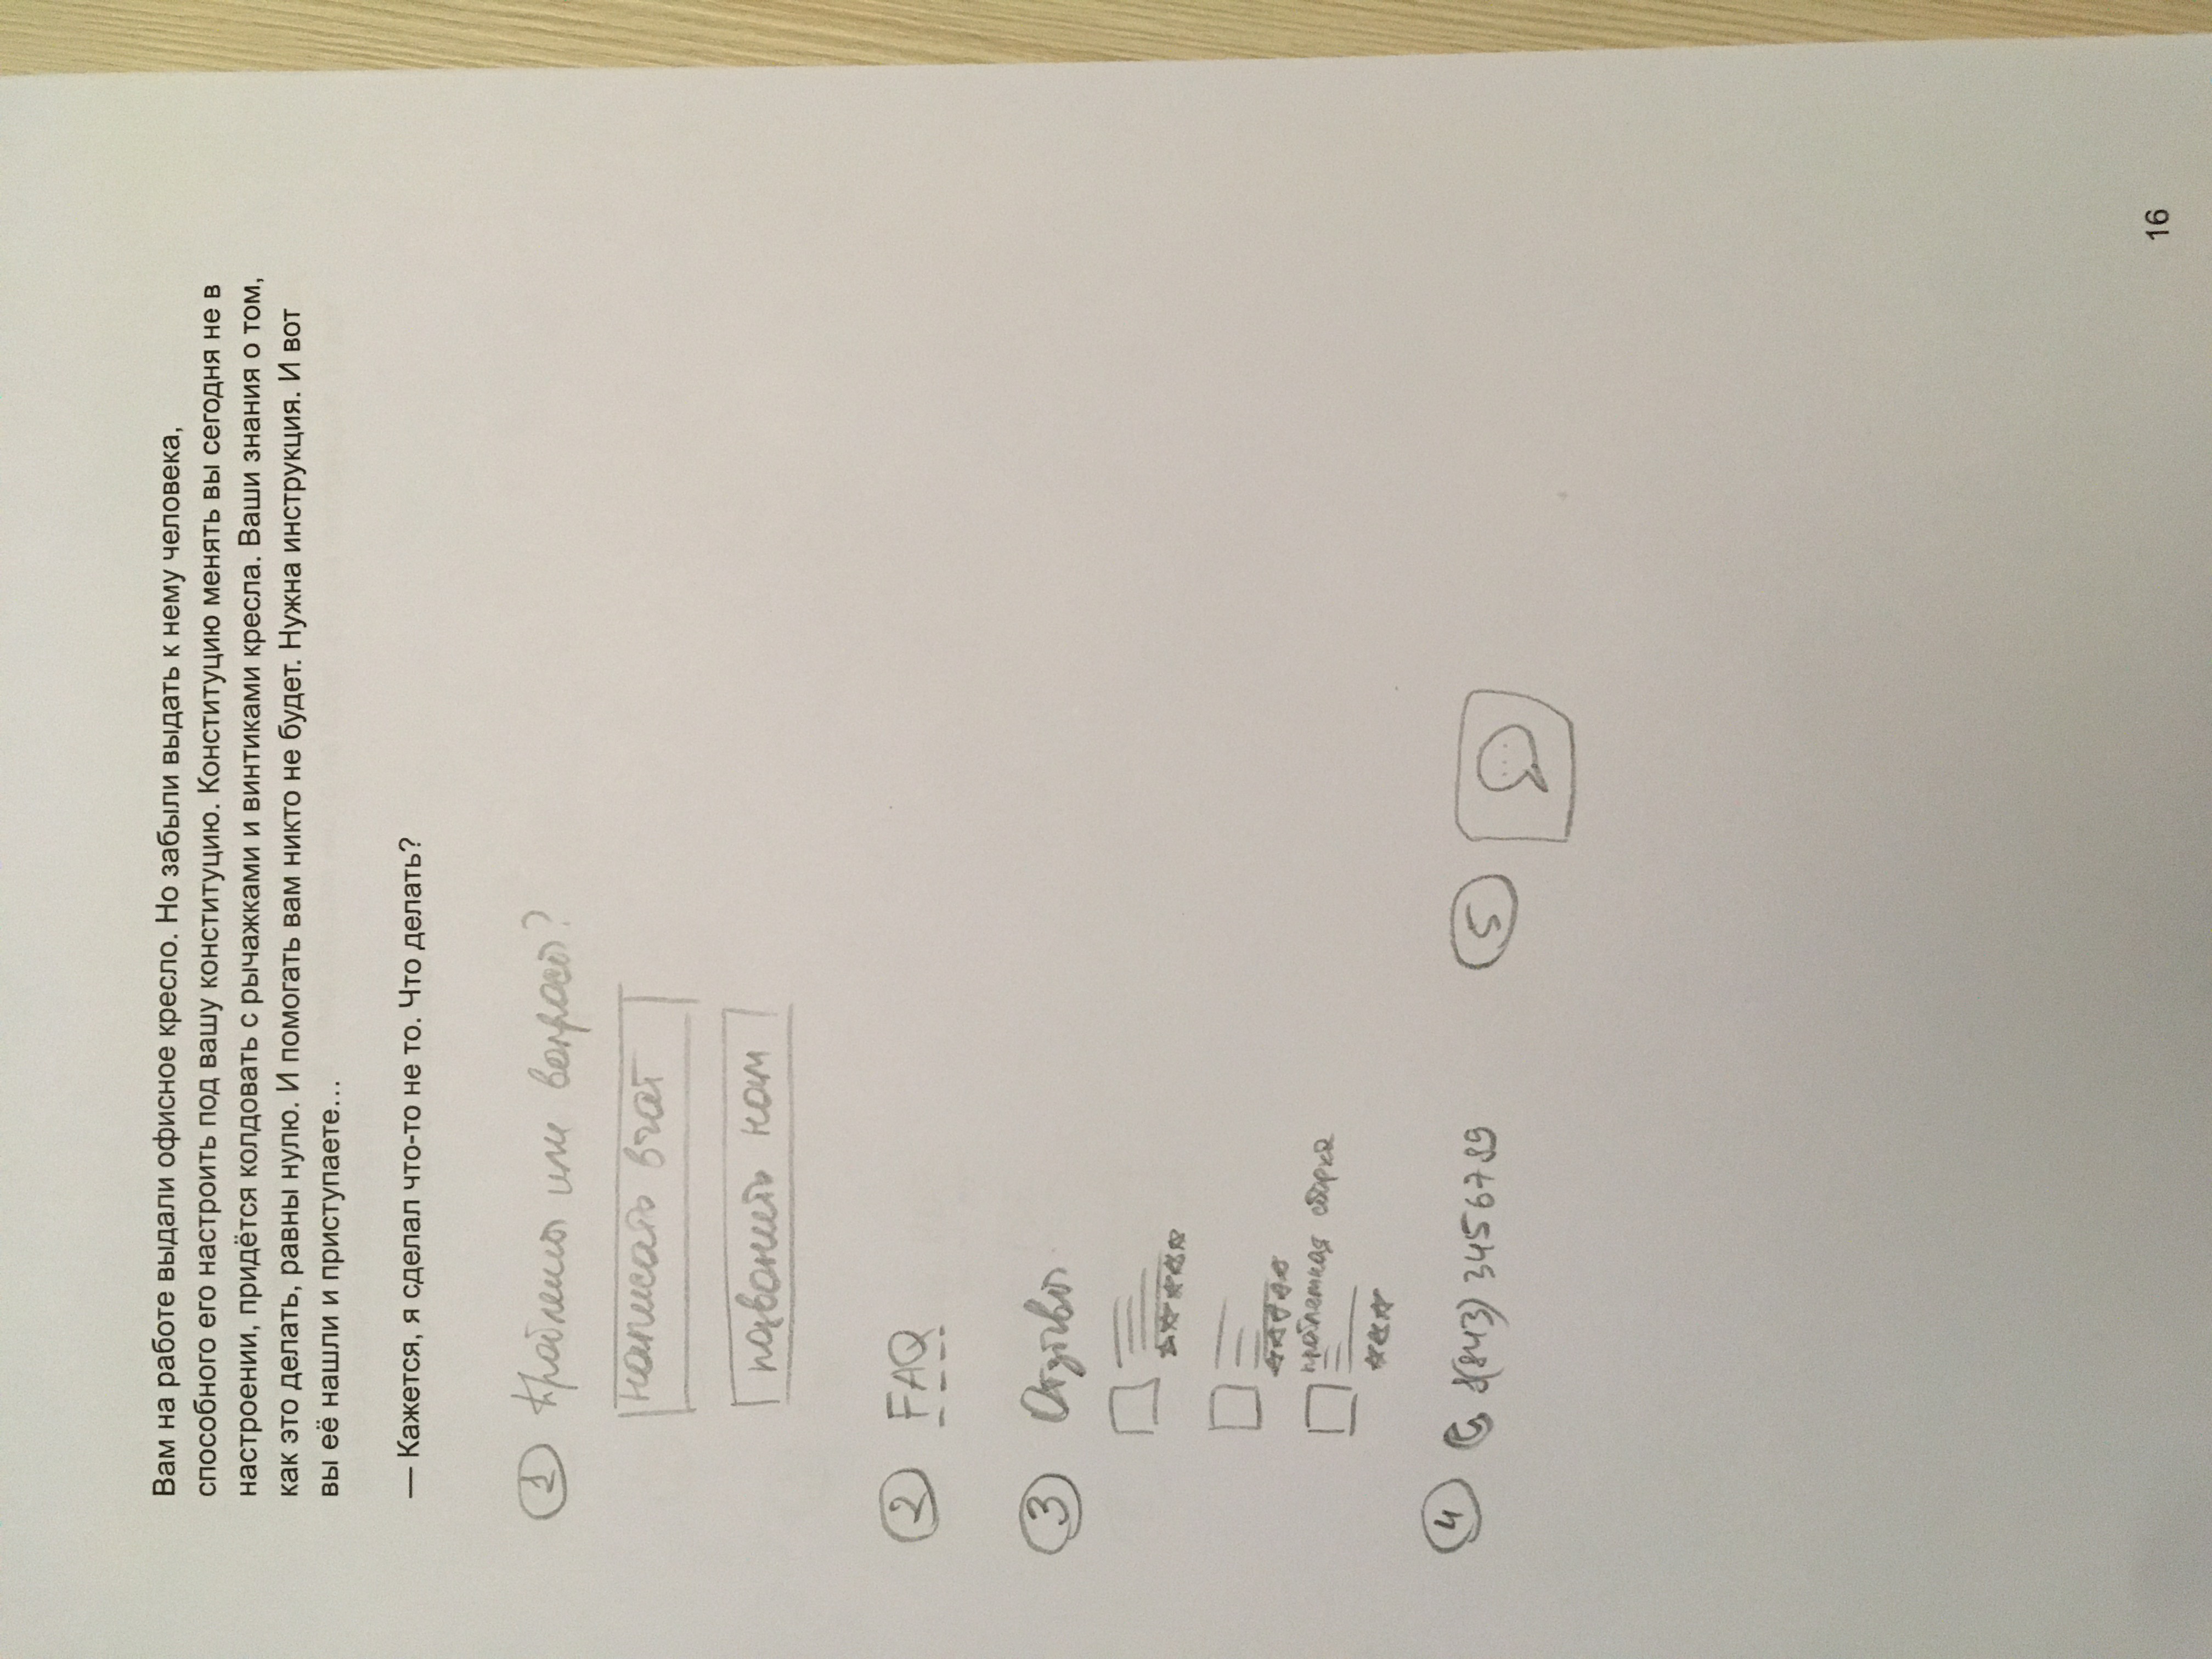 Вам на работе выдали офисное кресло. Но забыли выдать к нему человека,
способного его настроить под вашу конституцию. Конституцию менять вы сегодня не в
настроении, придётся колдовать с рычажками и винтиками кресла. Ваши знания о том,
как это делать, равны нулю. И помогать вам никто не будет. Нужна инструкция. И вот
вы её нашли и приступаете…
— Кажется, я сделал что-то не то. Что делать?
1 Проблемы или вопросы?
написать в чат
позвонить нам
2 FAQ
3 Отзывы
проблемная сборка
4 8(843) 3456789
5
16